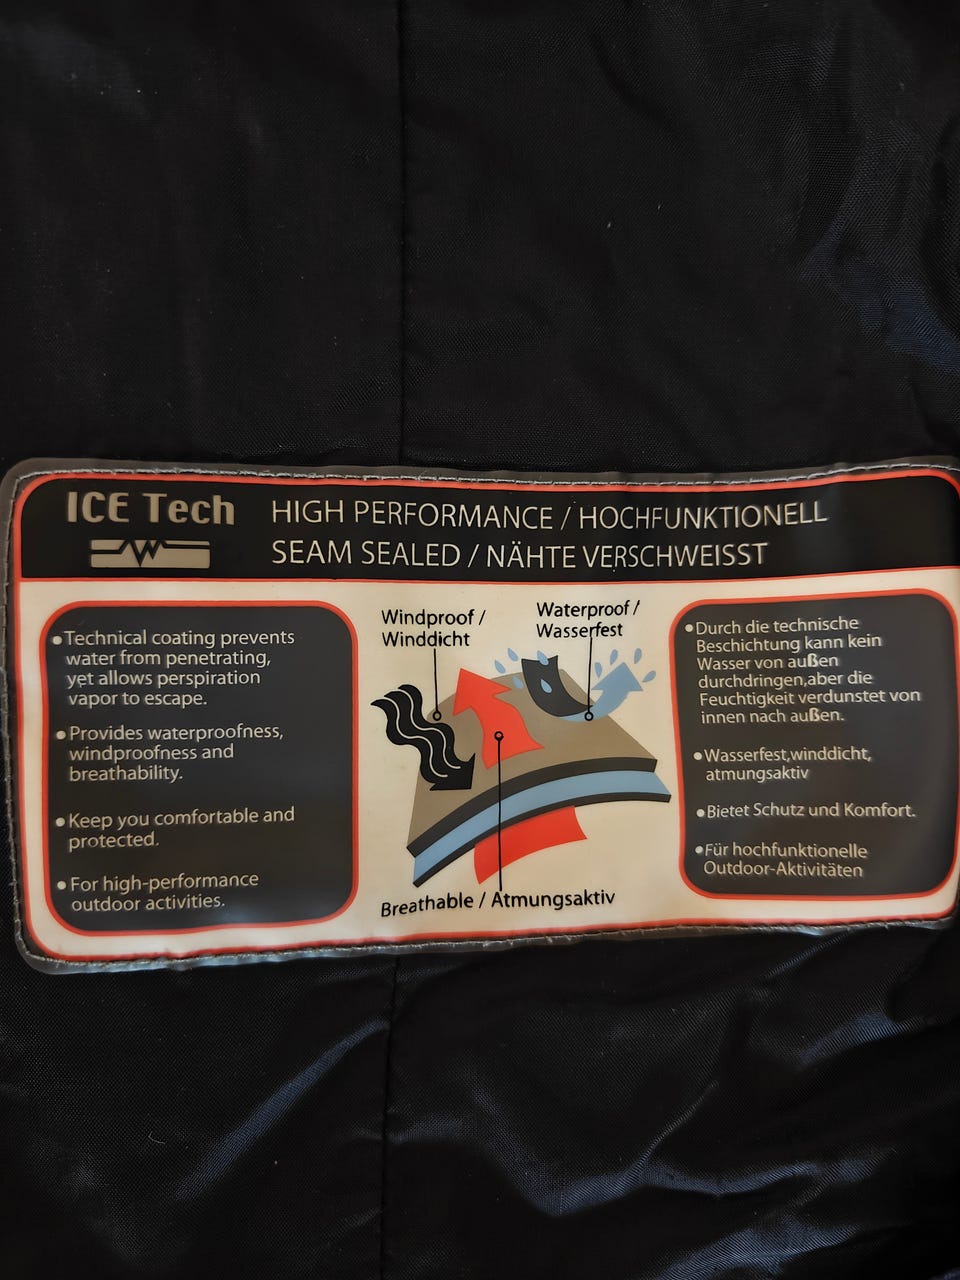 ICE Tech
HIGH PERFORMANCE / HOCHFUNKTIONELL
SEAM SEALED / NÄHTE VERSCHWEISST
•Technical coating prevents
water from penetrating,
yet allows perspiration
vapor to escape.
•Provides waterproofness,
windproofness and
breathability.
•Keep you comfortable and
protected.
•For high-performance
outdoor activities.
Windproof /
Winddicht
Waterproof /
Wasserfest
Breathable / Atmungsaktiv
•Durch die technische
Beschichtung kann kein
Wasser von außen
durchdringen,aber die
Feuchtigkeit verdunstet von
innen nach außen.
•Wasserfest,winddicht,
atmungsaktiv
•Bietet Schutz und Komfort.
•Für hochfunktionelle
Outdoor-Aktivitäten